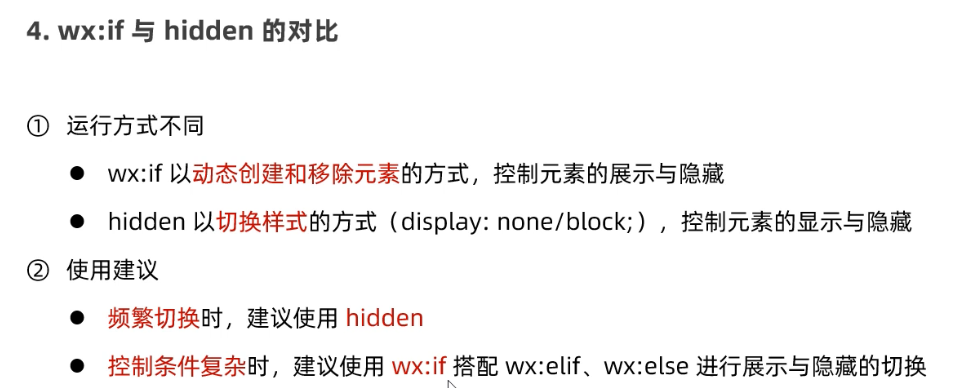 4. wx:if 与 hidden 的对比
① 运行方式不同
● wx:if 以动态创建和移除元素的方式，控制元素的展示与隐藏
● hidden 以切换样式的方式（display: none/block;），控制元素的显示与隐藏
② 使用建议
● 频繁切换时，建议使用 hidden
● 控制条件复杂时，建议使用 wx:if 搭配 wx:elif、wx:else 进行展示与隐藏的切换